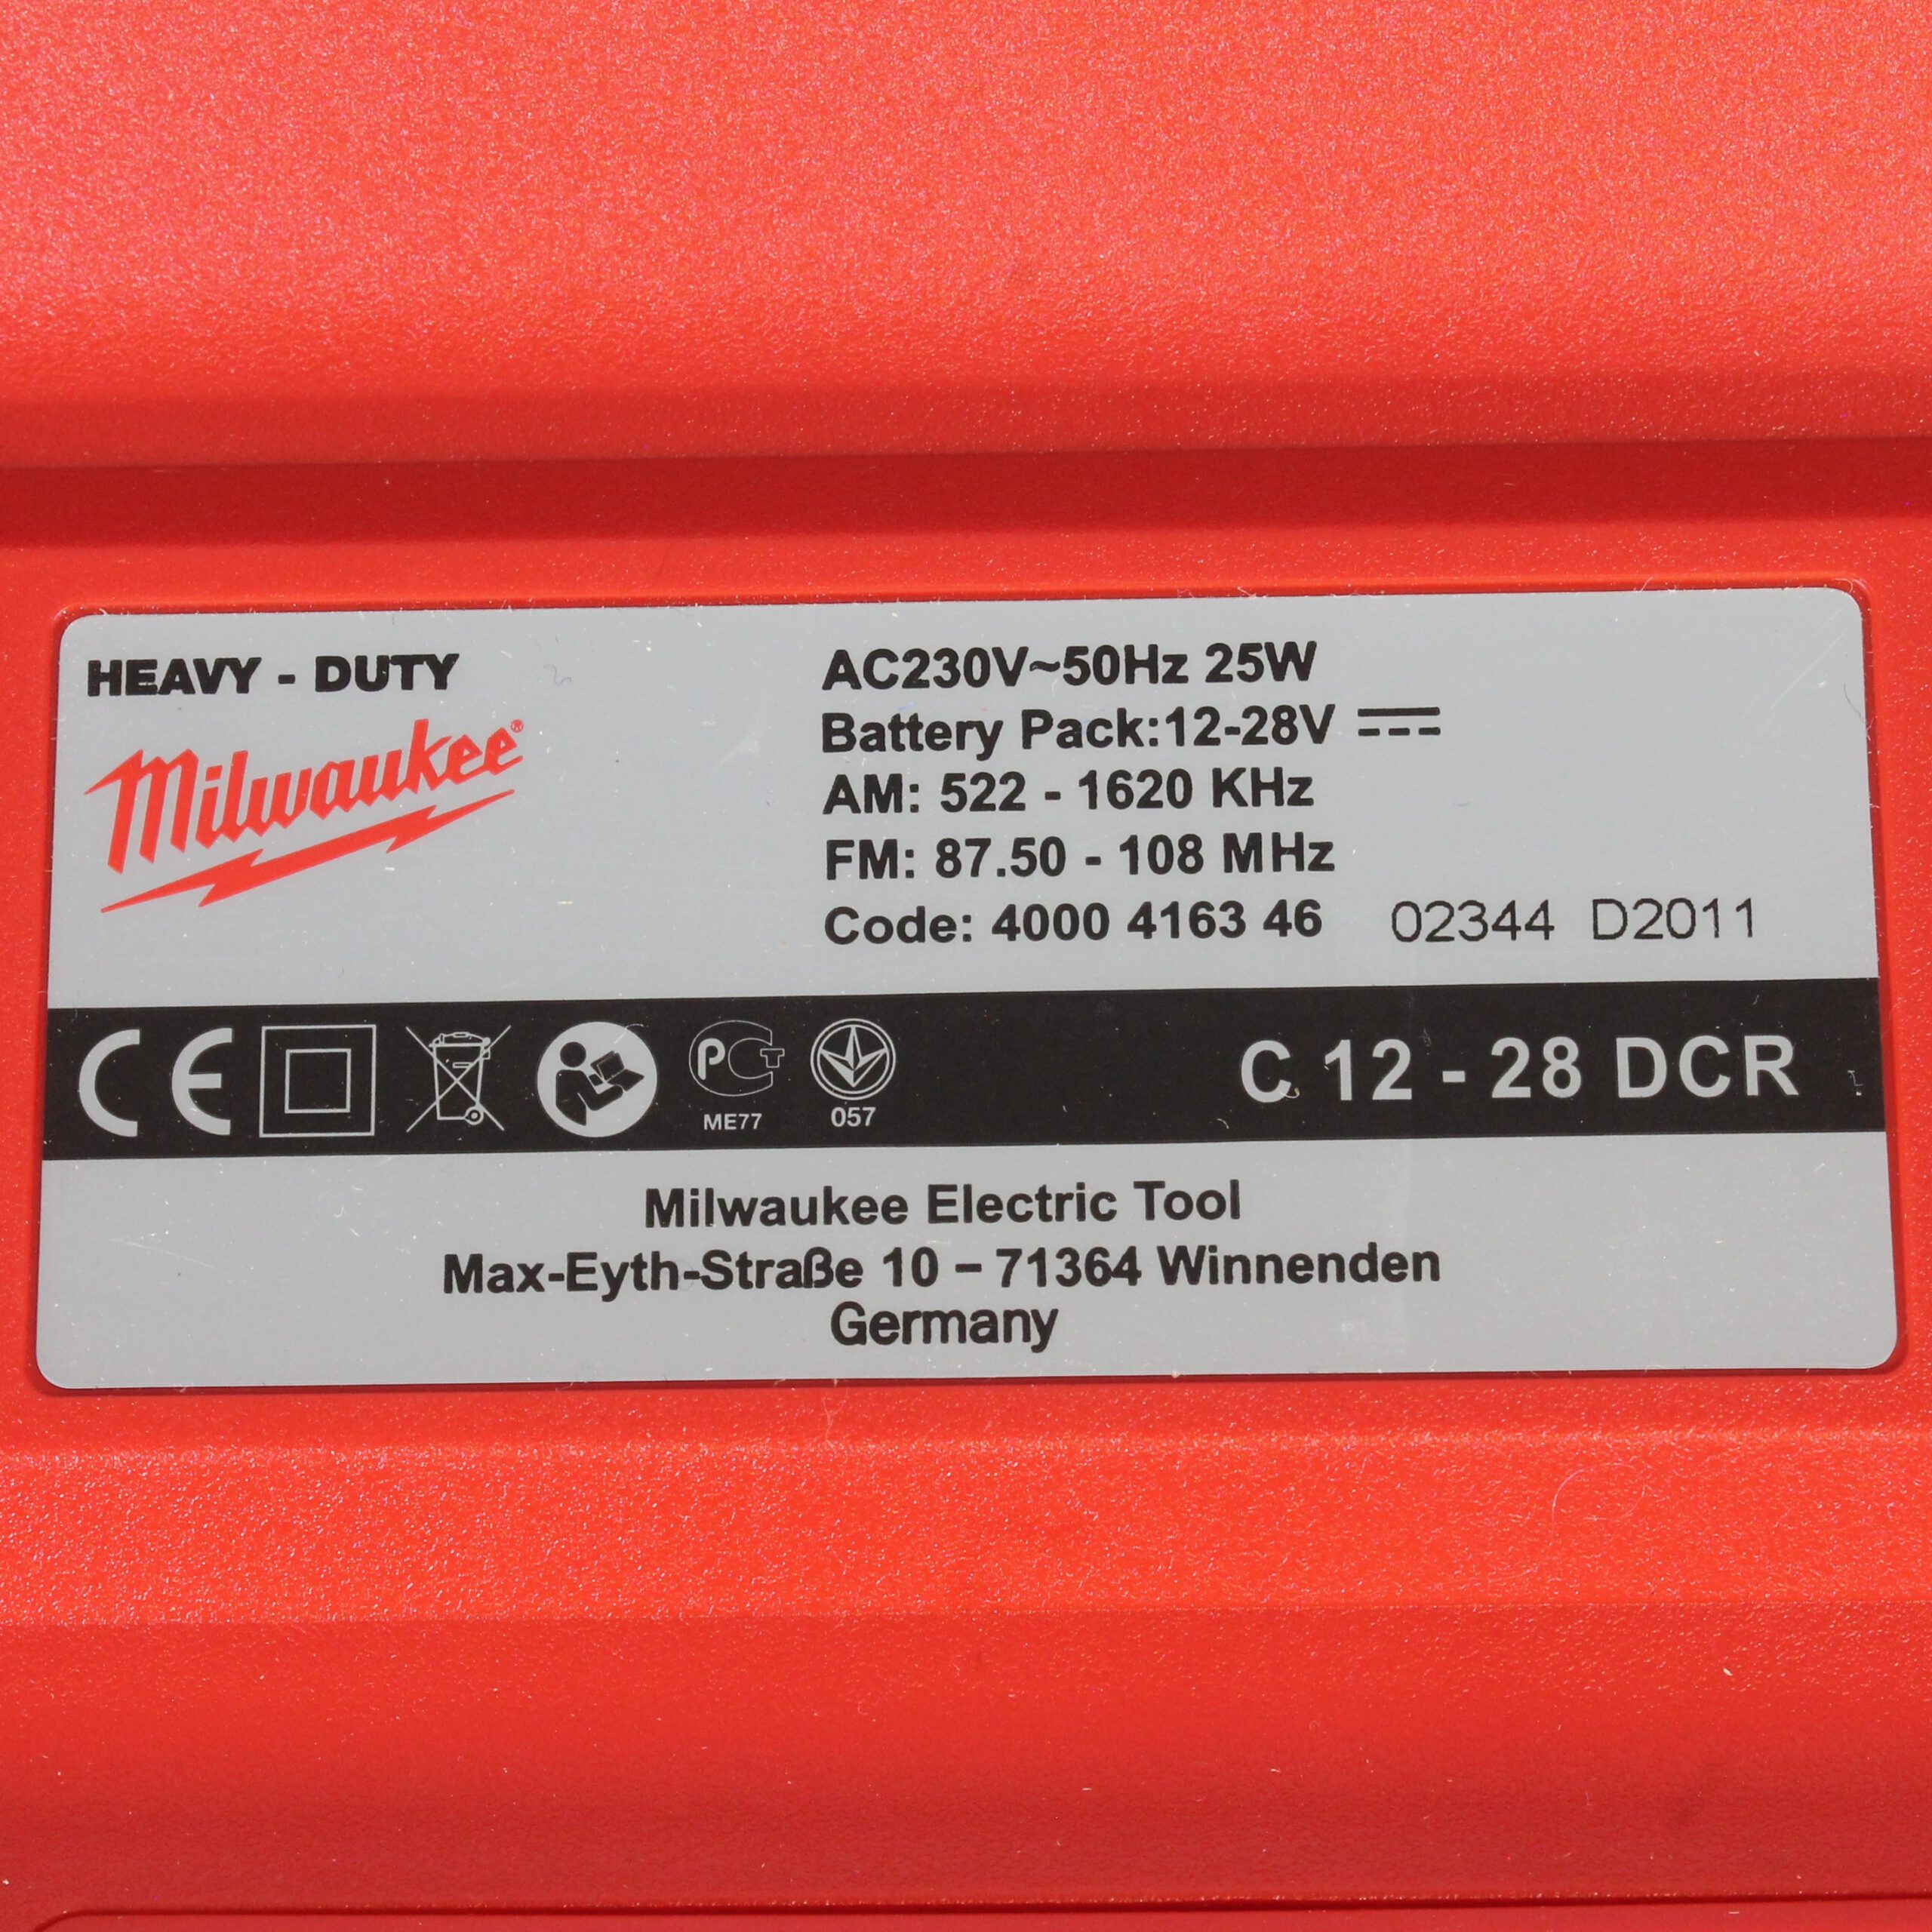 HEAVY - DUTY
Milwaukee®
AC230V~50Hz 25W
Battery Pack:12-28V
AM: 522 - 1620 KHz
FM: 87.50 - 108 MHz
Code: 4000 4163 46 02344 D2011
CE
PCT
ME77
057
C 12 - 28 DCR
Milwaukee Electric Tool
Max-Eyth-Straße 10 – 71364 Winnenden
Germany